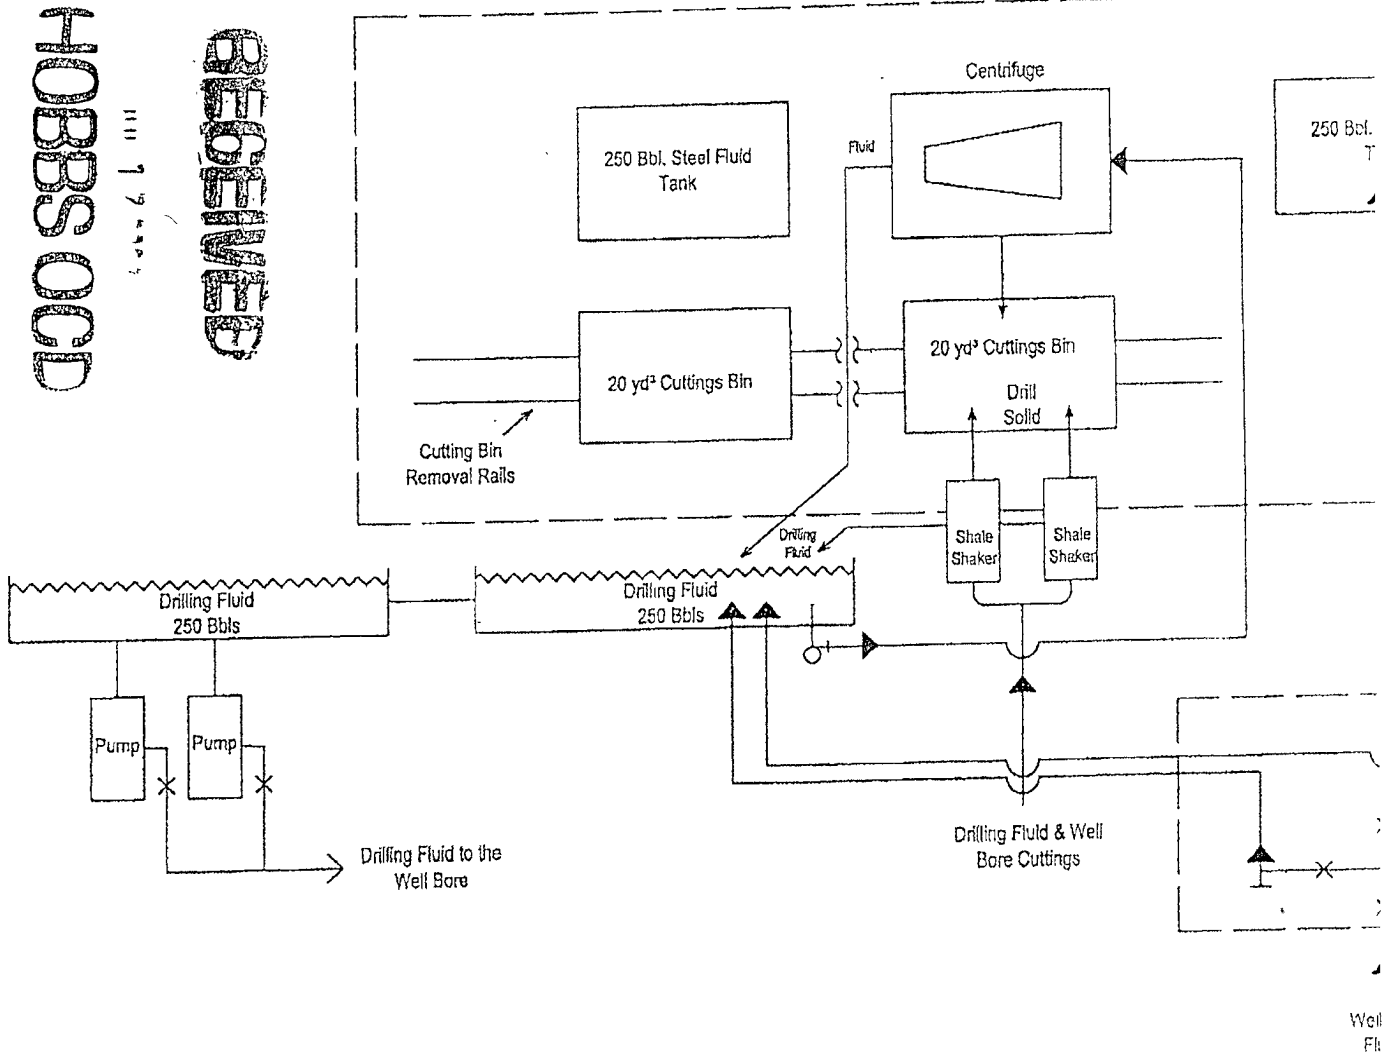 HOBBS OCD
RECEIVED
Centrifuge
250 Bbl. Steel Fluid
Tank
Fluid
250 Bbl.
T
20 yd³ Cuttings Bin
20 yd³ Cuttings Bin
Drill
Solid
Cutting Bin
Removal Rails
Drilling
Fluid
Shale
Shaker
Shale
Shaker
Drilling Fluid
250 Bbls
Drilling Fluid
250 Bbls
Pump
Pump
Drilling Fluid to the
Well Bore
Drilling Fluid & Well
Bore Cuttings
Well